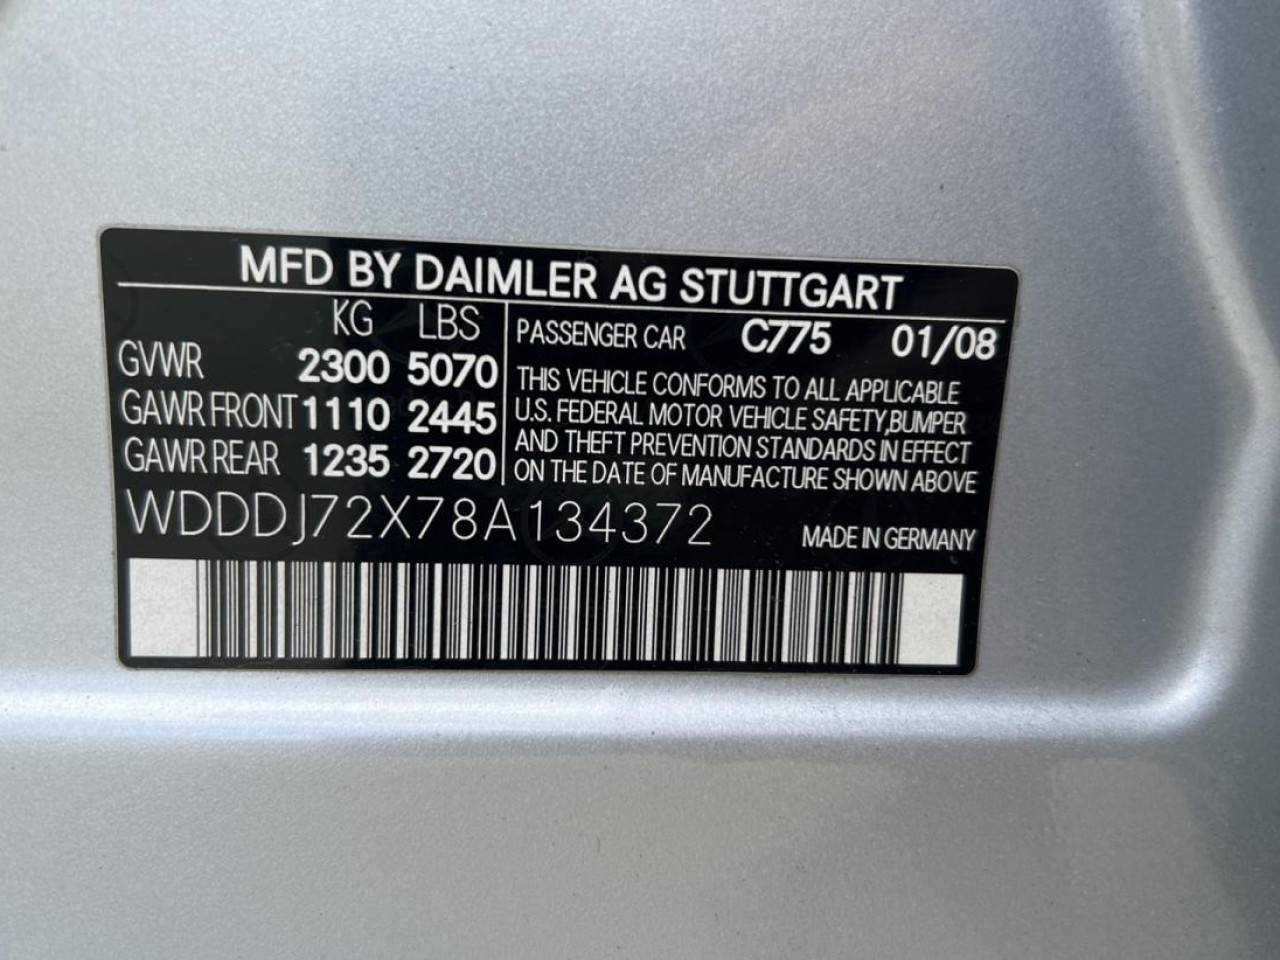 MFD BY DAIMLER AG STUTTGART
KG LBS
GVWR 2300 5070
GAWR FRONT 1110 2445
GAWR REAR 1235 2720
PASSENGER CAR C775 01/08
THIS VEHICLE CONFORMS TO ALL APPLICABLE
U.S. FEDERAL MOTOR VEHICLE SAFETY,BUMPER
AND THEFT PREVENTION STANDARDS IN EFFECT
ON THE DATE OF MANUFACTURE SHOWN ABOVE
WDDDJ72X78A134372
MADE IN GERMANY